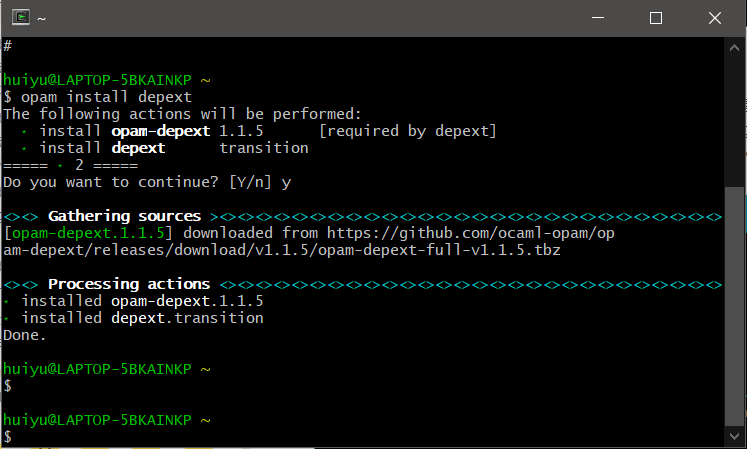 ~
#
huiyu@LAPTOP-5BKAINKP ~
$ opam install depext
The following actions will be performed:
  ∗ install opam-depext 1.1.5      [required by depext]
  ∗ install depext      transition
===== ∗ 2 =====
Do you want to continue? [Y/n] y
<><> Gathering sources ><><><><><><><><><><><><><><><><><><><><><><><><><><><><>
[opam-depext.1.1.5] downloaded from https://github.com/ocaml-opam/op
am-depext/releases/download/v1.1.5/opam-depext-full-v1.1.5.tbz
<><> Processing actions <><><><><><><><><><><><><><><><><><><><><><><><><><><><>
∗ installed opam-depext.1.1.5
∗ installed depext.transition
Done.
huiyu@LAPTOP-5BKAINKP ~
$
huiyu@LAPTOP-5BKAINKP ~
$